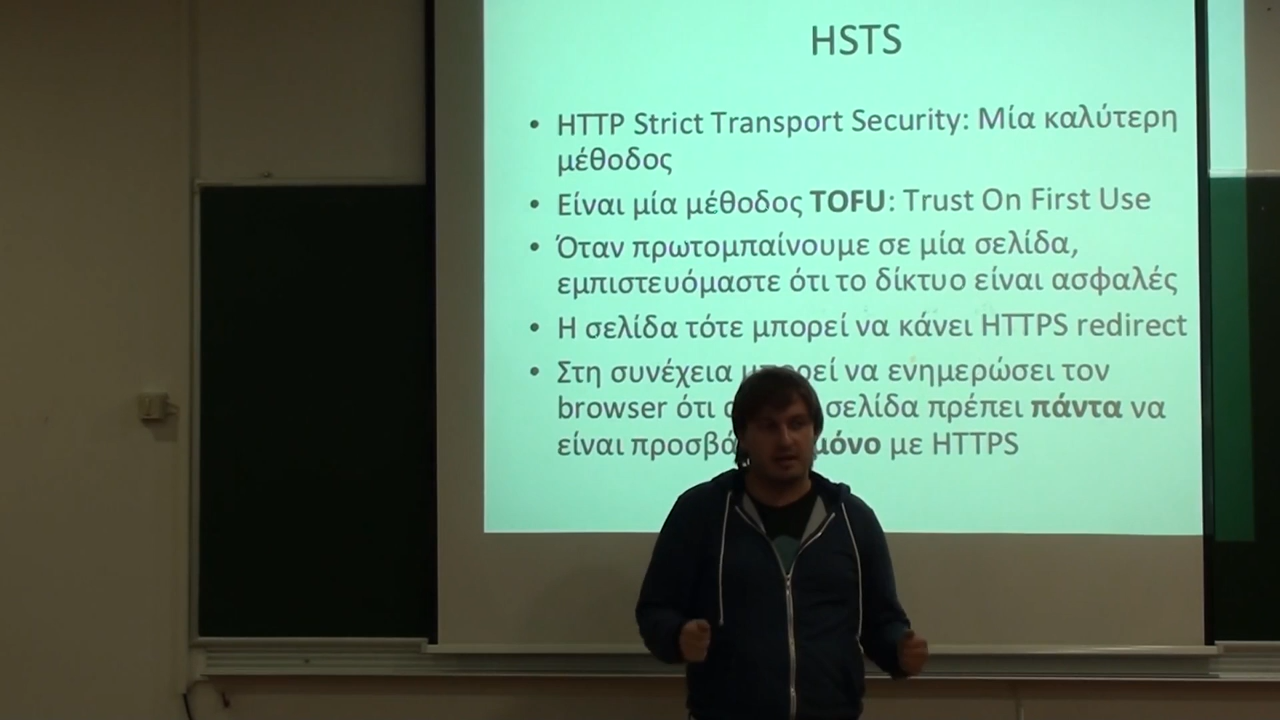 HSTS
• HTTP Strict Transport Security: Μία καλύτερη
μέθοδος
• Είναι μία μέθοδος TOFU: Trust On First Use
• Όταν πρωτομπαίνουμε σε μία σελίδα,
εμπιστευόμαστε ότι το δίκτυο είναι ασφαλές
• Η σελίδα τότε μπορεί να κάνει HTTPS redirect
• Στη συνέχεια μπορεί να ενημερώσει τον
browser ότι σελίδα πρέπει πάντα να
είναι μόνο με HTTPS